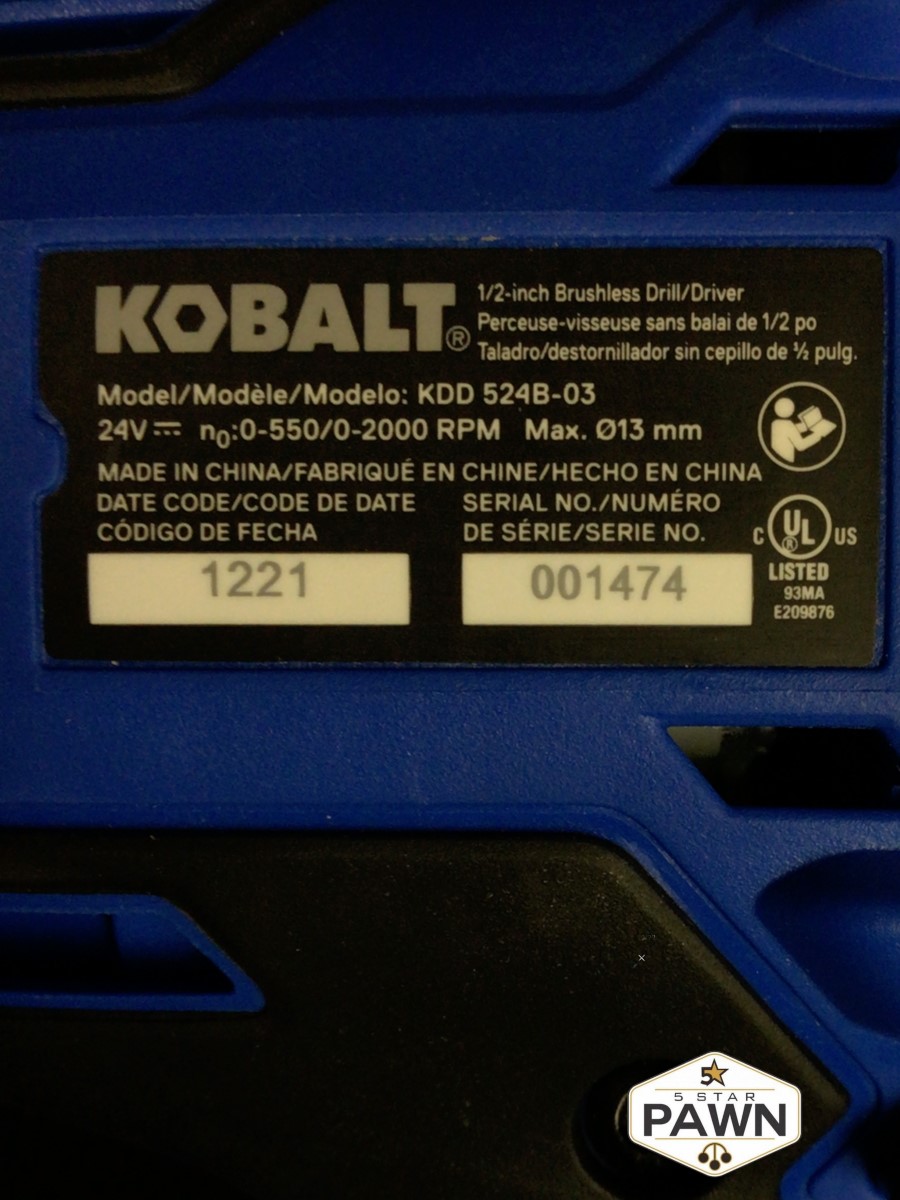 KOBALT®
1/2-inch Brushless Drill/Driver
Perceuse-visseuse sans balai de 1/2 po
Taladro/destornillador sin cepillo de ½ pulg.
Model/Modèle/Modelo: KDD 524B-03
24V⎓ n₀:0-550/0-2000 RPM Max. Ø13 mm
MADE IN CHINA/FABRIQUÉ EN CHINE/HECHO EN CHINA
DATE CODE/CODE DE DATE
CÓDIGO DE FECHA
1221
SERIAL NO./NUMÉRO
DE SÉRIE/SERIE NO.
001474
C UL® US
LISTED
93MA
E209876
5
5 STAR
PAWN